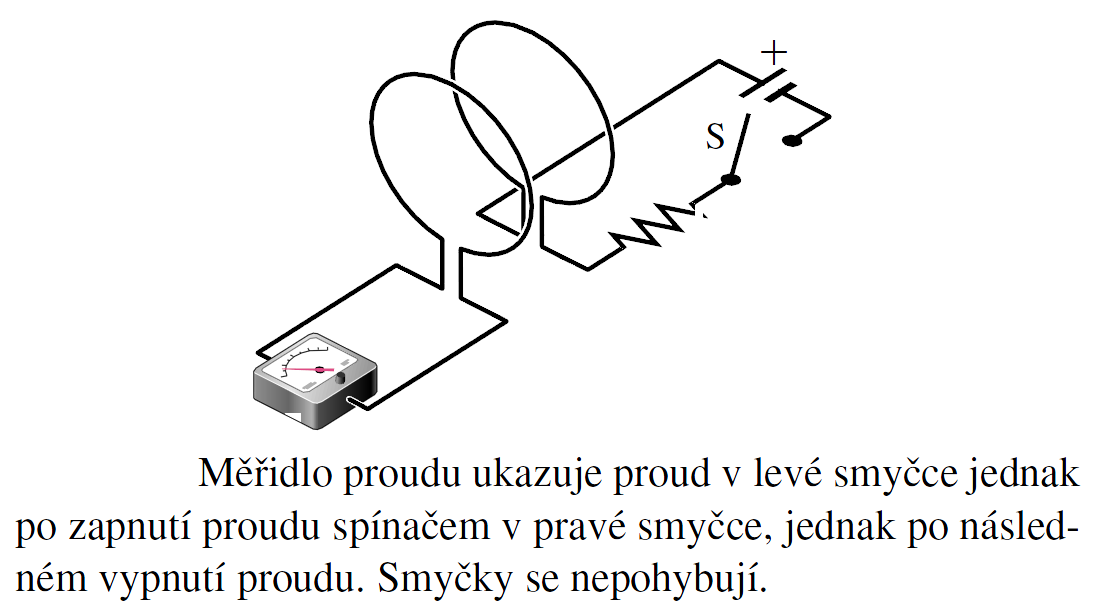 +
S
Měřidlo proudu ukazuje proud v levé smyčce jednak
po zapnutí proudu spínačem v pravé smyčce, jednak po násled-
ném vypnutí proudu. Smyčky se nepohybují.